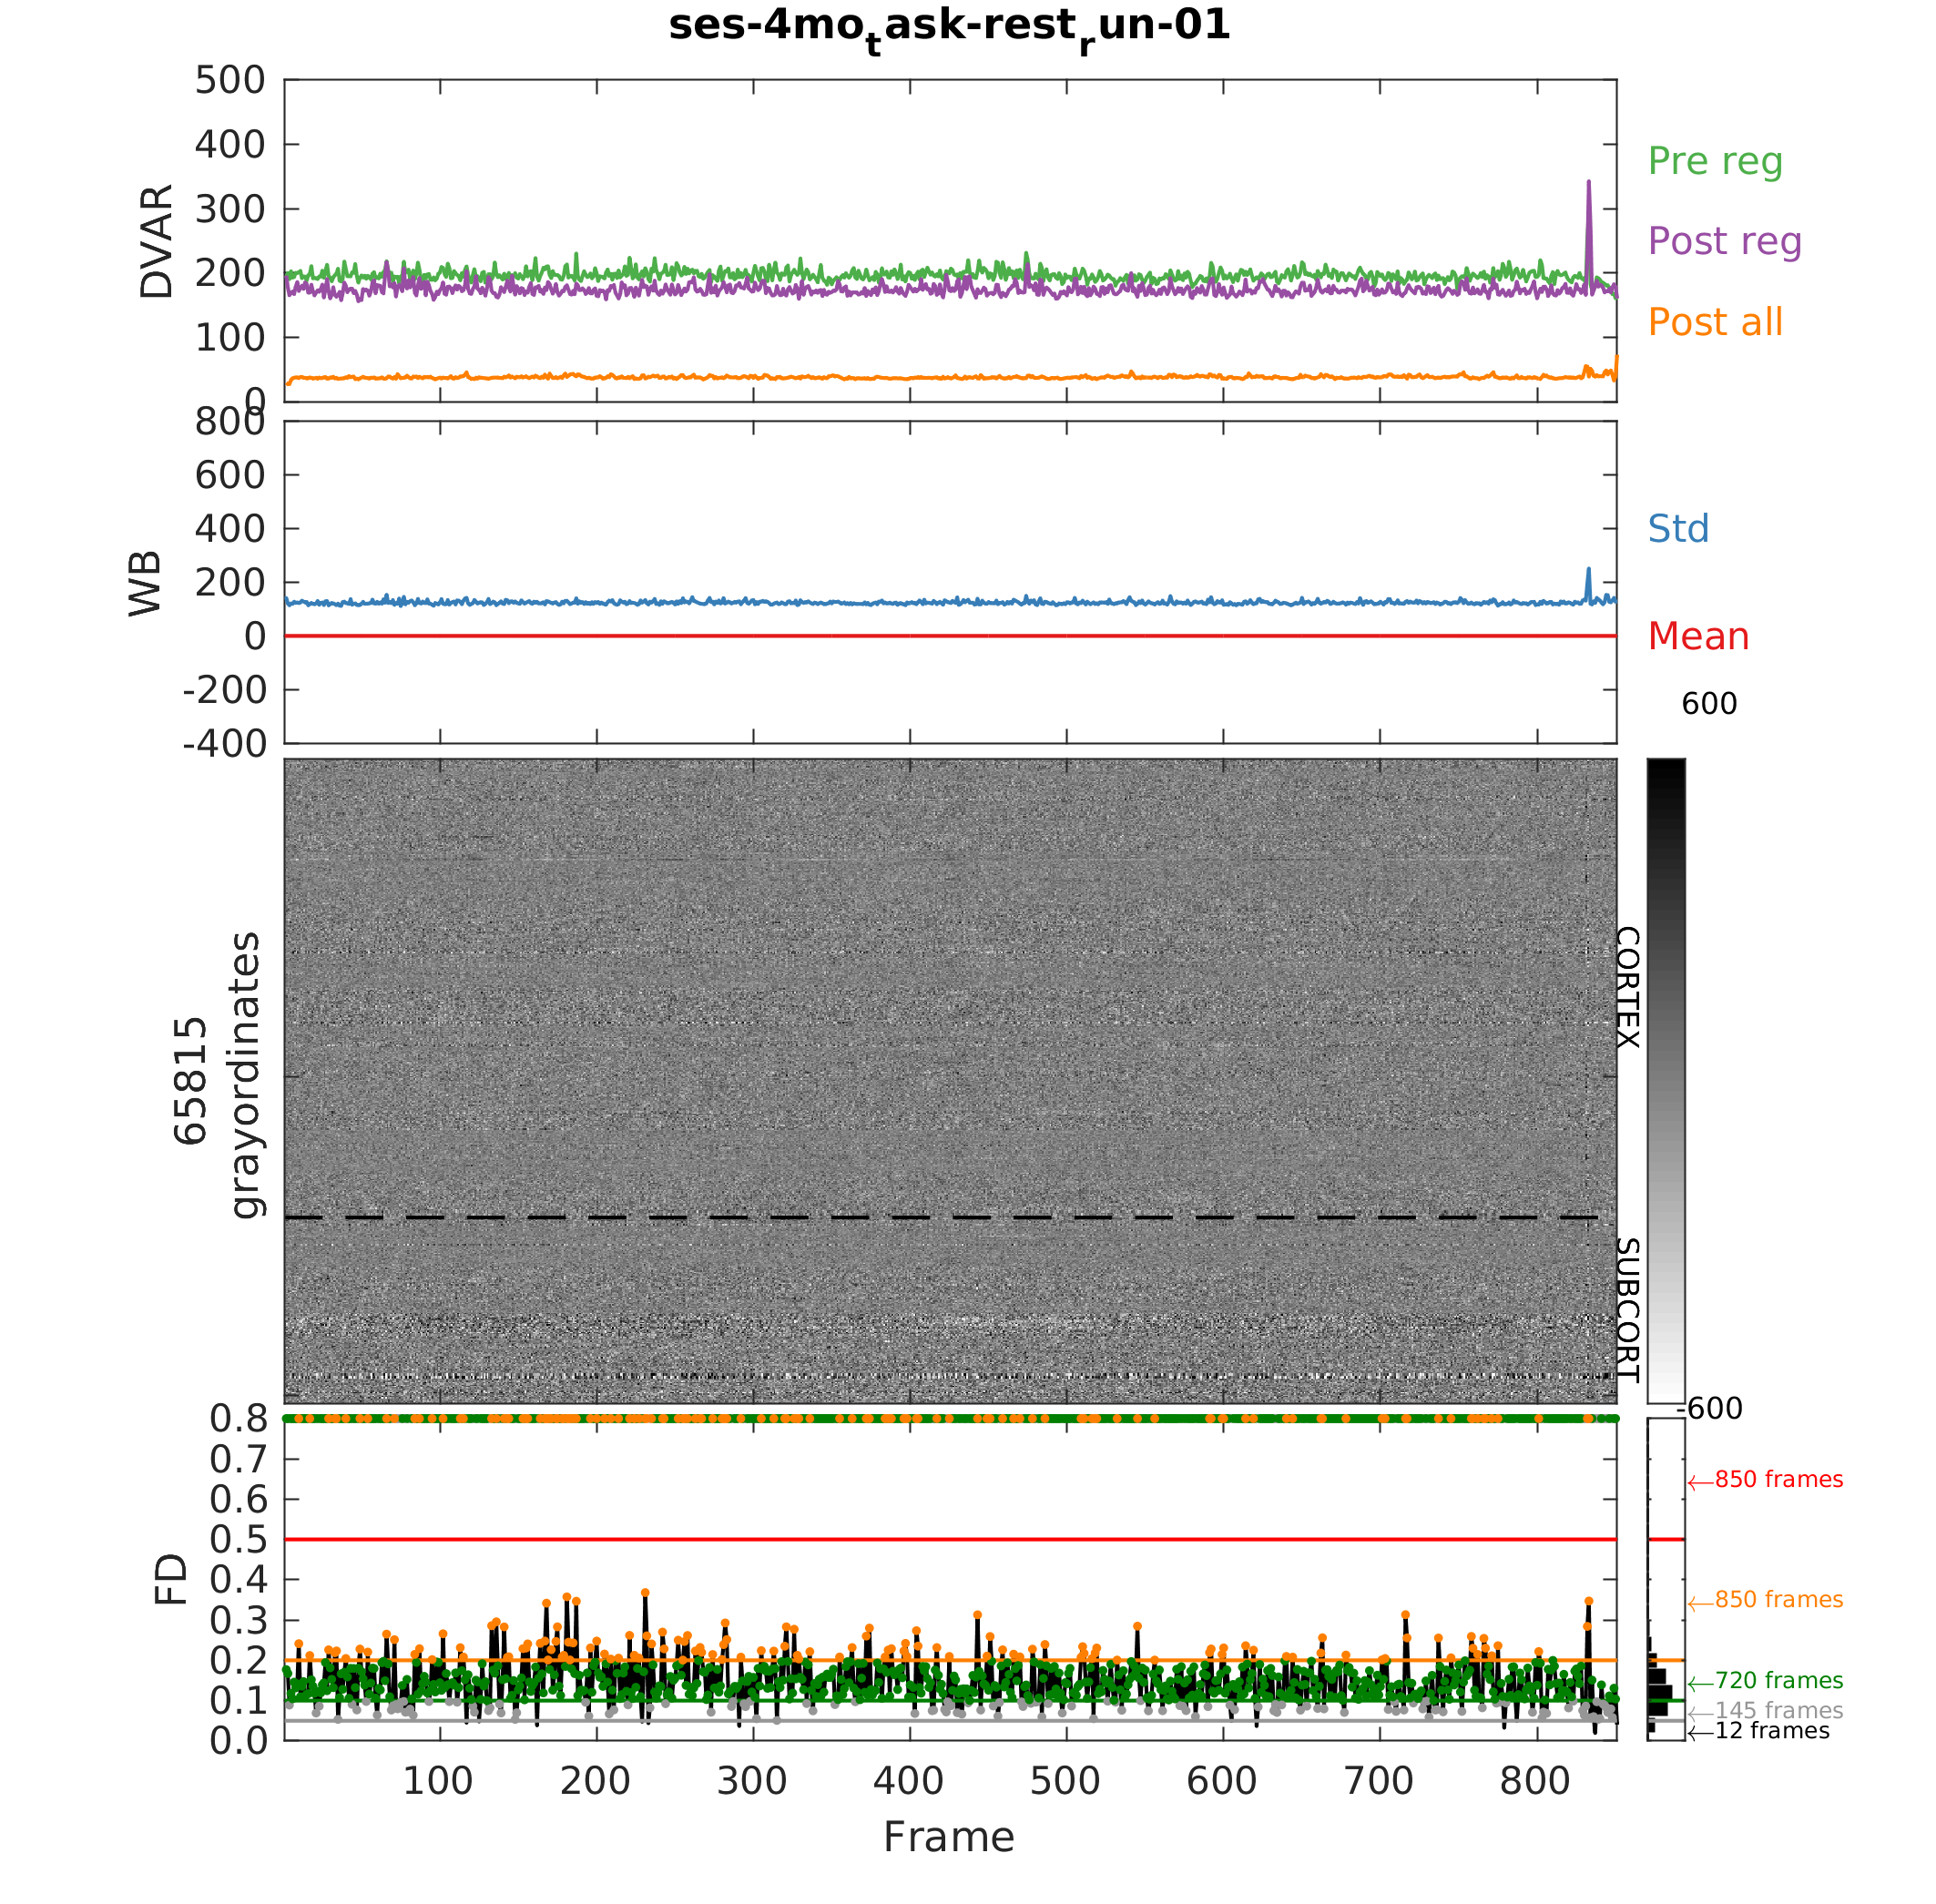 ses-4mo_task-rest_run-01
500
400
300
200
100
0
DVAR
Pre reg
Post reg
Post all
800
600
400
200
0
-200
-400
WB
Std
Mean
600
65815
grayordinates
CORTEX
SUBCORT
-600
0.8
0.7
0.6
0.5
0.4
0.3
0.2
0.1
0.0
FD
←850 frames
←850 frames
←720 frames
←145 frames
←12 frames
100 200 300 400 500 600 700 800
Frame